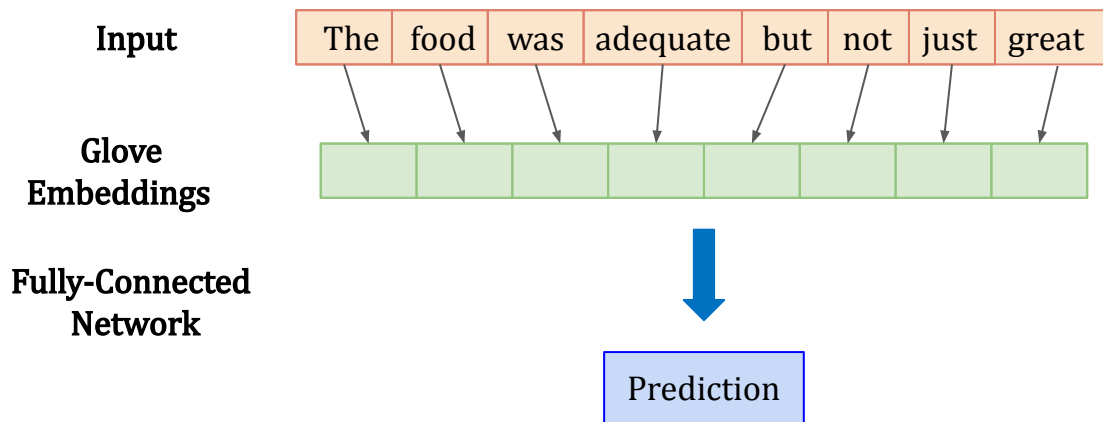 Input
The food was adequate but not just great
Glove
Embeddings
Fully-Connected
Network
Prediction